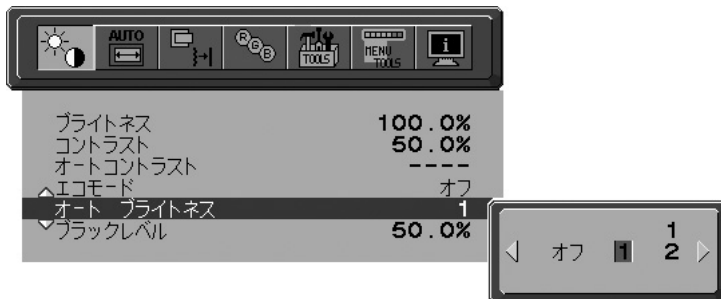 AUTO
R G B
TOOLS
MENU
TOOLS
i
ブライトネス 100.0%
コントラスト 50.0%
オートコントラスト ----
エコモード オフ
オート ブライトネス 1
ブラックレベル 50.0%
1
オフ 1 2